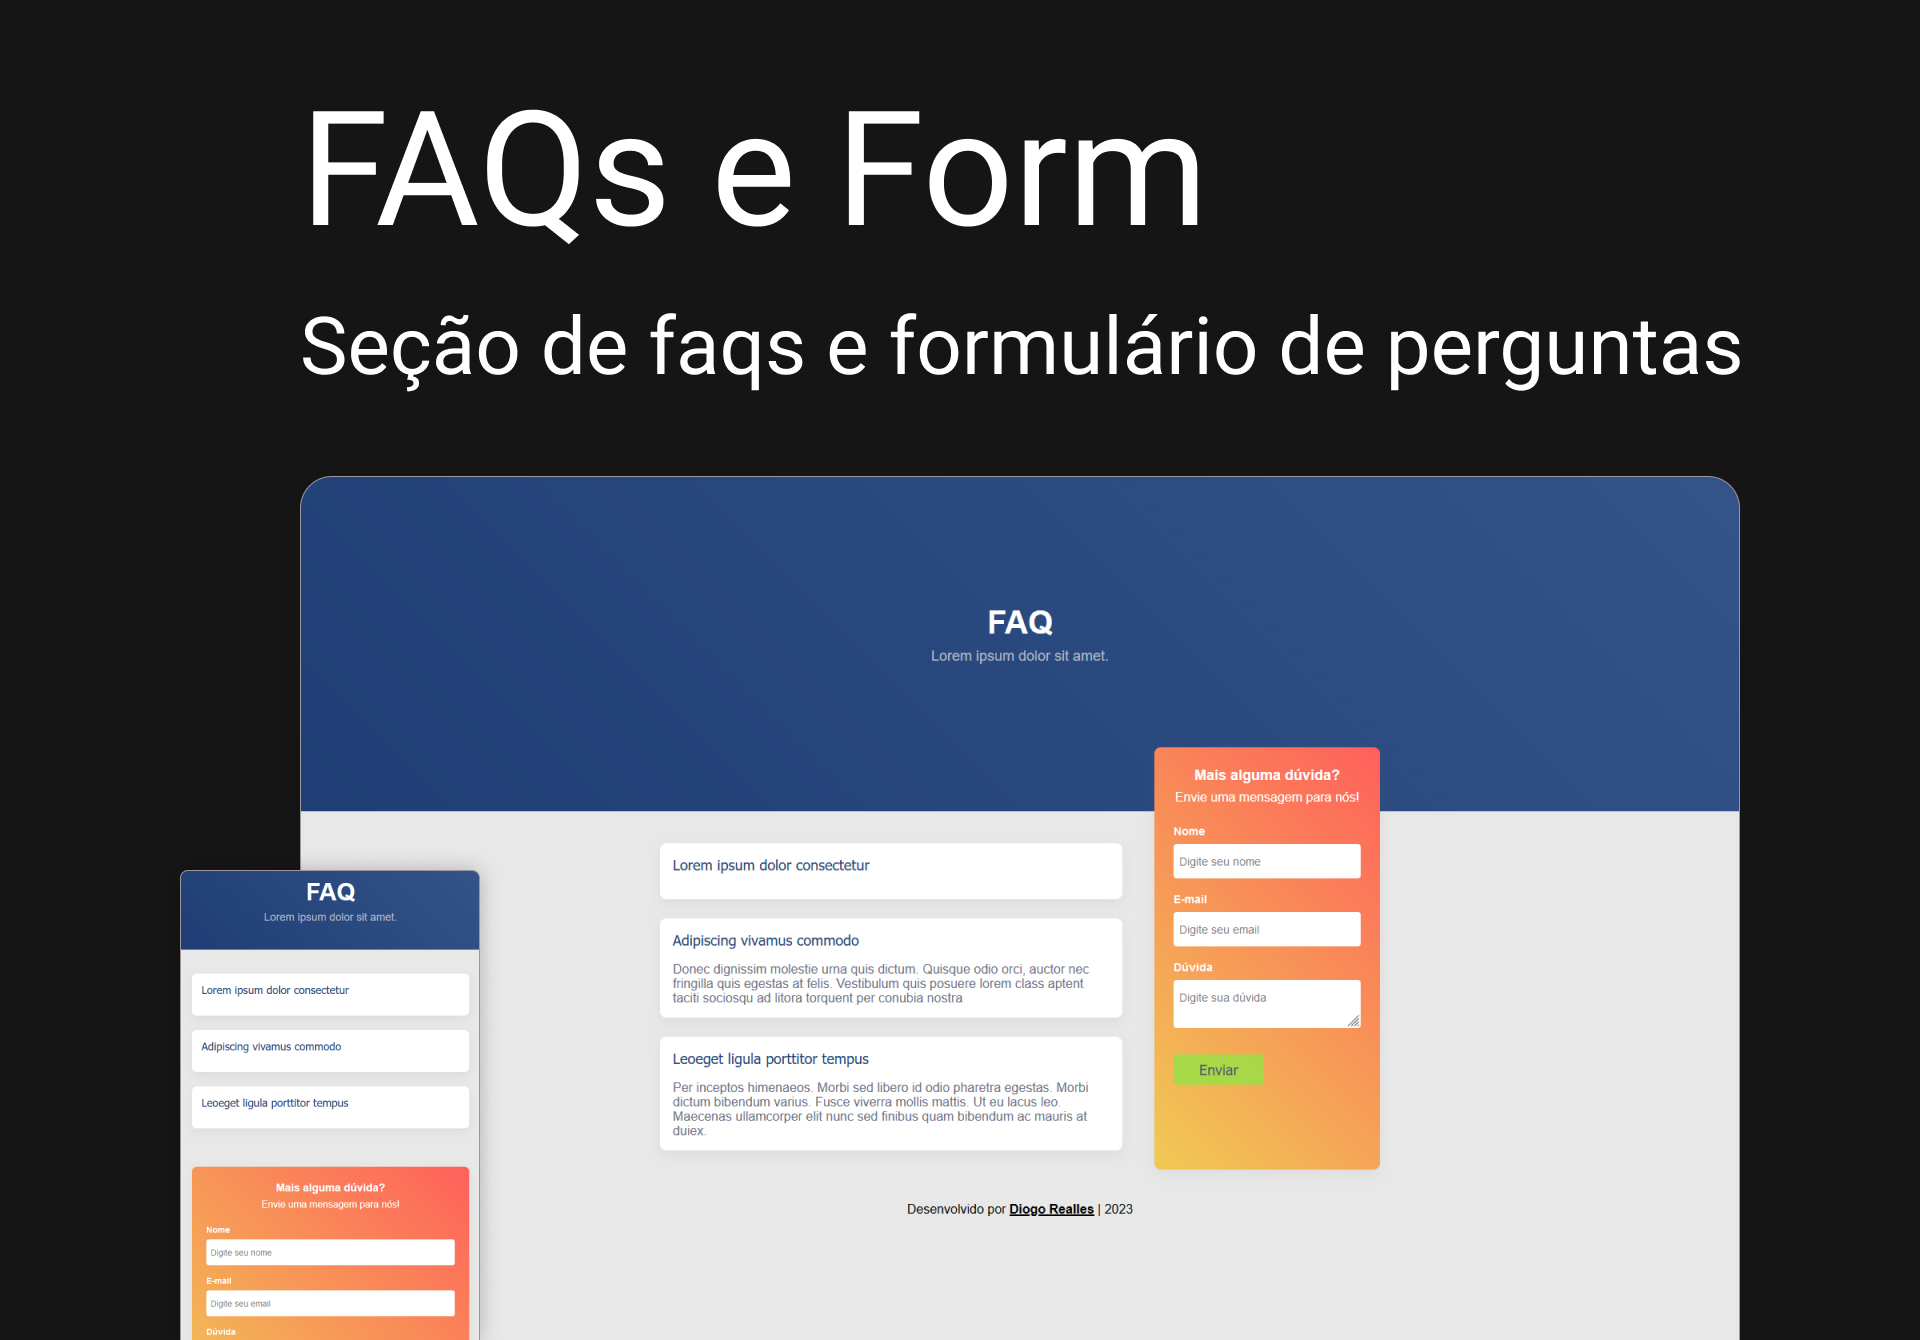 FAQs e Form
Seção de faqs e formulário de perguntas
FAQ
Lorem ipsum dolor sit amet.
Lorem ipsum dolor consectetur
Adipiscing vivamus commodo
Donec dignissim molestie urna quis dictum. Quisque odio orci, auctor nec
fringilla quis egestas at felis. Vestibulum quis posuere lorem class aptent
taciti sociosqu ad litora torquent per conubia nostra
Leoeget ligula porttitor tempus
Per inceptos himenaeos. Morbi sed libero id odio pharetra egestas. Morbi
dictum bibendum varius. Fusce viverra mollis mattis. Ut eu lacus leo.
Maecenas ullamcorper elit nunc sed finibus quam bibendum ac mauris at
duiex.
Mais alguma dúvida?
Envie uma mensagem para nós!
Nome
Digite seu nome
E-mail
Digite seu email
Dúvida
Digite sua dúvida
Enviar
Desenvolvido por Diogo Realles | 2023
FAQ
Lorem ipsum dolor sit amet.
Lorem ipsum dolor consectetur
Adipiscing vivamus commodo
Leoeget ligula porttitor tempus
Mais alguma dúvida?
Envie uma mensagem para nós!
Nome
Digite seu nome
E-mail
Digite seu email
Dúvida